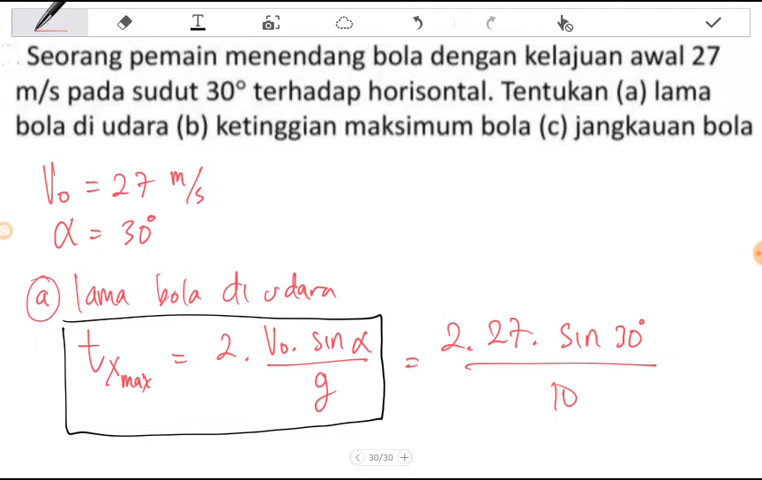 Seorang pemain menendang bola dengan kelajuan awal 27
m/s pada sudut 30° terhadap horisontal. Tentukan (a) lama
bola di udara (b) ketinggian maksimum bola (c) jangkauan bola
V₀ = 27 m/s
α = 30°
(a) lama bola di udara
t_Xmax = 2. V₀. sin α / g = 2. 27. sin 30° / 10
30/30